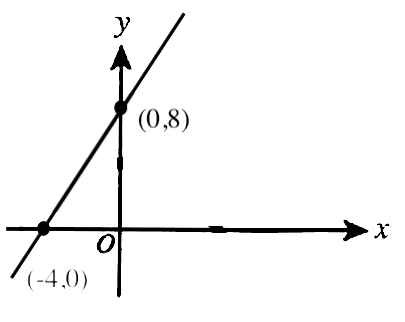 y
(0,8)
x
O
(-4,0)